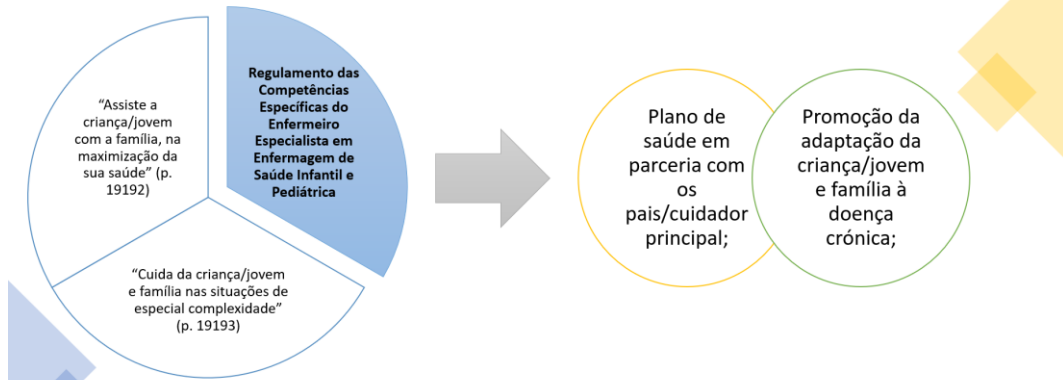 Regulamento das
Competências
Específicas do
Enfermeiro
Especialista em
Enfermagem de
Saúde Infantil e
Pediátrica
“Assiste a
criança/jovem
com a família, na
maximização da
sua saúde” (p.
19192)
“Cuida da criança/jovem
e família nas situações de
especial complexidade”
(p. 19193)
Plano de
saúde em
parceria com
os
pais/cuidador
principal;
Promoção da
adaptação da
criança/jovem
e família à
doença
crónica;